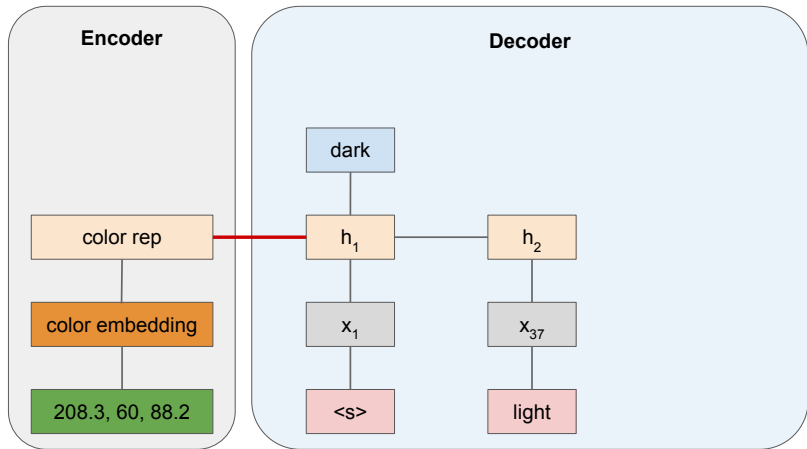 Encoder
Decoder
dark
color rep
h₁
h₂
color embedding
x₁
x₃₇
208.3, 60, 88.2
<s>
light